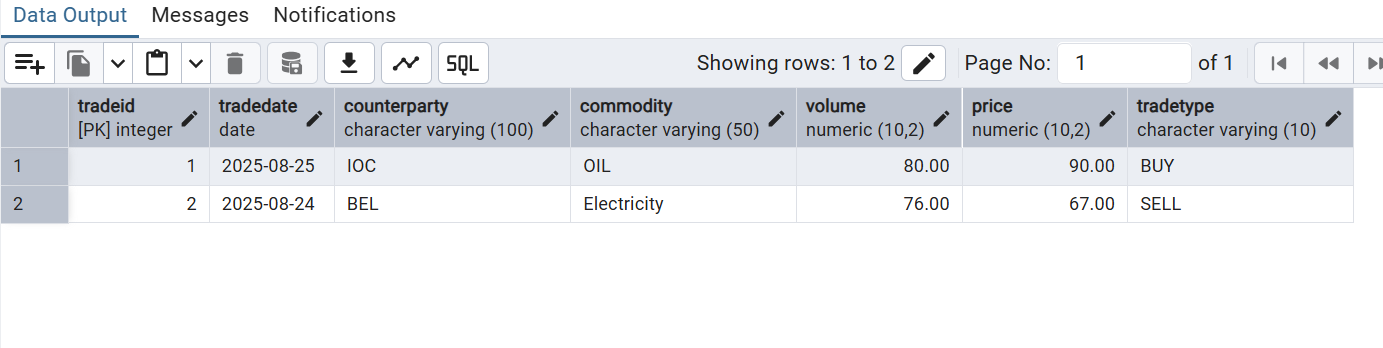 Data Output Messages Notifications
SQL Showing rows: 1 to 2 Page No: 1 of 1
tradeid tradedate counterparty commodity volume price tradetype
[PK] integer date character varying (100) character varying (50) numeric (10,2) numeric (10,2) character varying (10)
1 1 2025-08-25 IOC OIL 80.00 90.00 BUY
2 2 2025-08-24 BEL Electricity 76.00 67.00 SELL